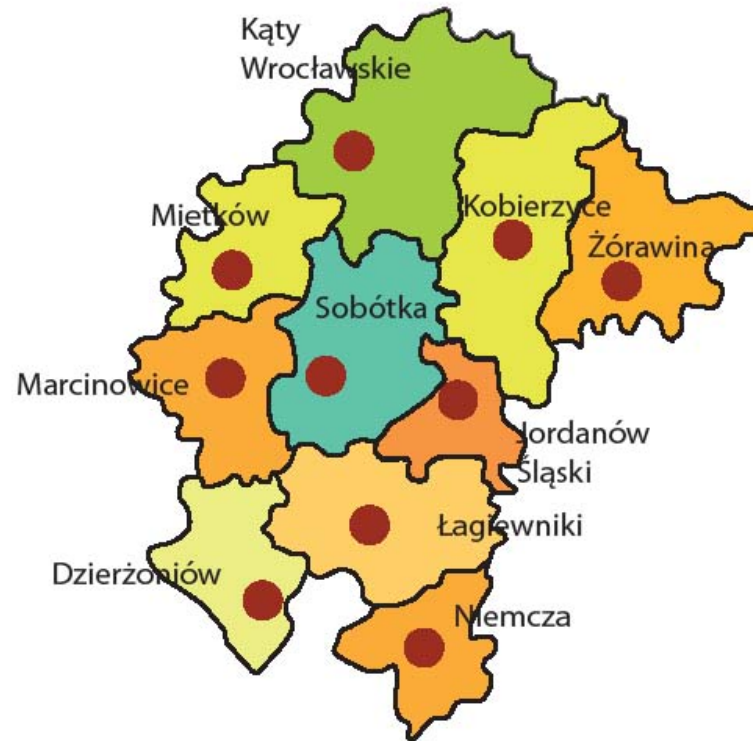 Kąty
Wrocławskie
Mietków
Kobierzyce
Żórawina
Sobótka
Marcinowice
Jordanów
Śląski
Łagiewniki
Dzierżoniów
Niemcza